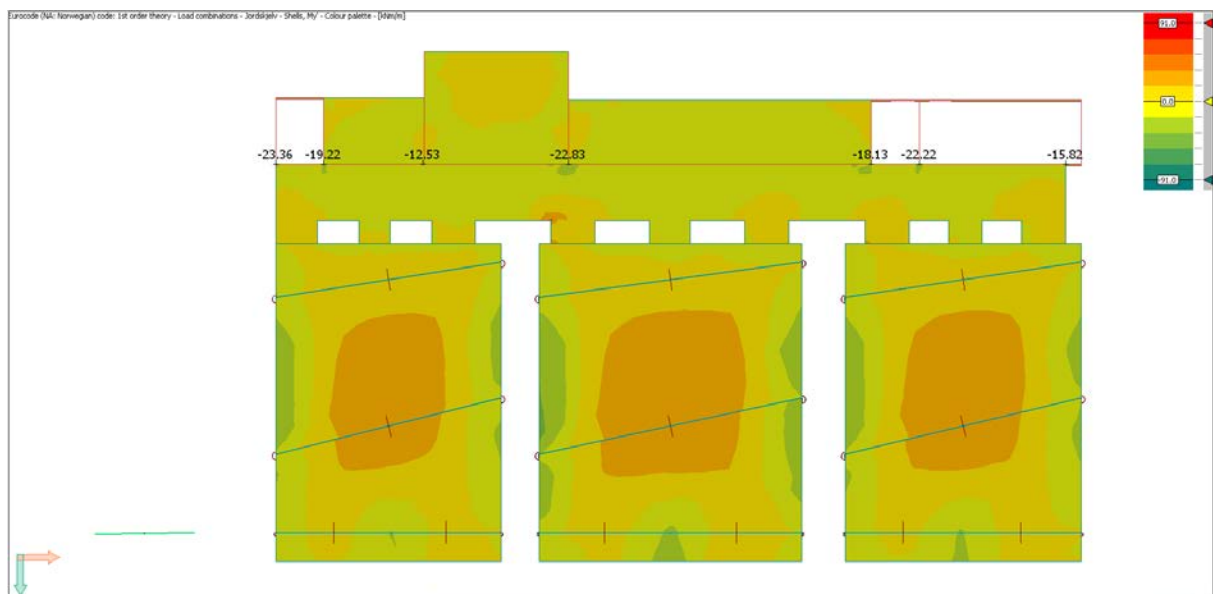 Eurocode (NA: Norwegian) code: 1st order theory - Load combinations - Jordskjelv - Shells, My' - Colour palette - [kNm/m]
91.0
0.0
-91.0
-23.36 -19.22 -12.53 -22.83 -18.13 -22.22 -15.82